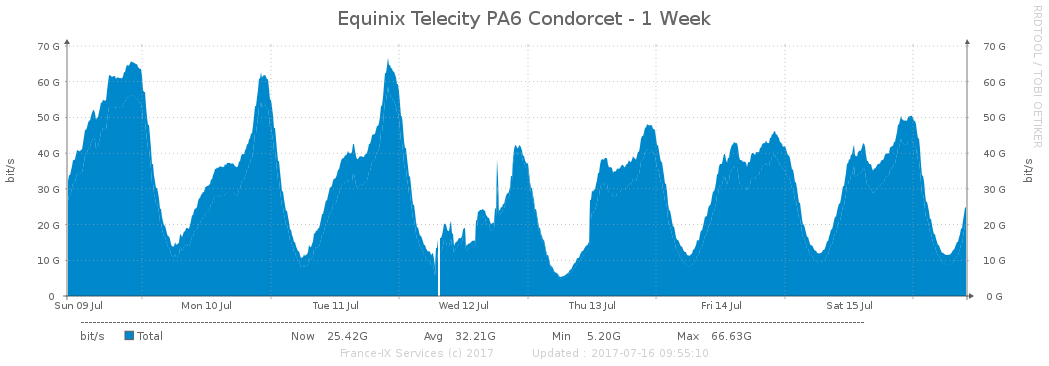 Equinix Telecity PA6 Condorcet - 1 Week
RRDTOOL / TOBI OETIKER
bit/s
70 G
60 G
50 G
40 G
30 G
20 G
10 G
0
70 G
60 G
50 G
40 G
30 G
20 G
10 G
0 G
bit/s
Sun 09 Jul Mon 10 Jul Tue 11 Jul Wed 12 Jul Thu 13 Jul Fri 14 Jul Sat 15 Jul
bit/s Total Now 25.42G Avg 32.21G Min 5.20G Max 66.63G
France-IX Services (c) 2017 Updated : 2017-07-16 09:55:10